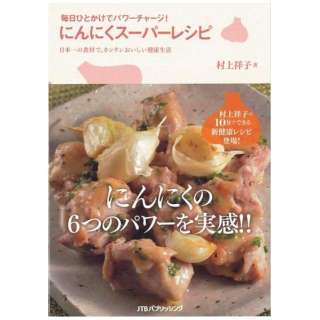 毎日ひとかけでパワーチャージ!
にんにくスーパーレシピ
日本一の食材で、カンタンおいしい健康生活
村上祥子 著
村上祥子の
10分でできる
新健康レシピ
登場!
にんにくの
6つのパワーを実感!!
JTBパブリッシング